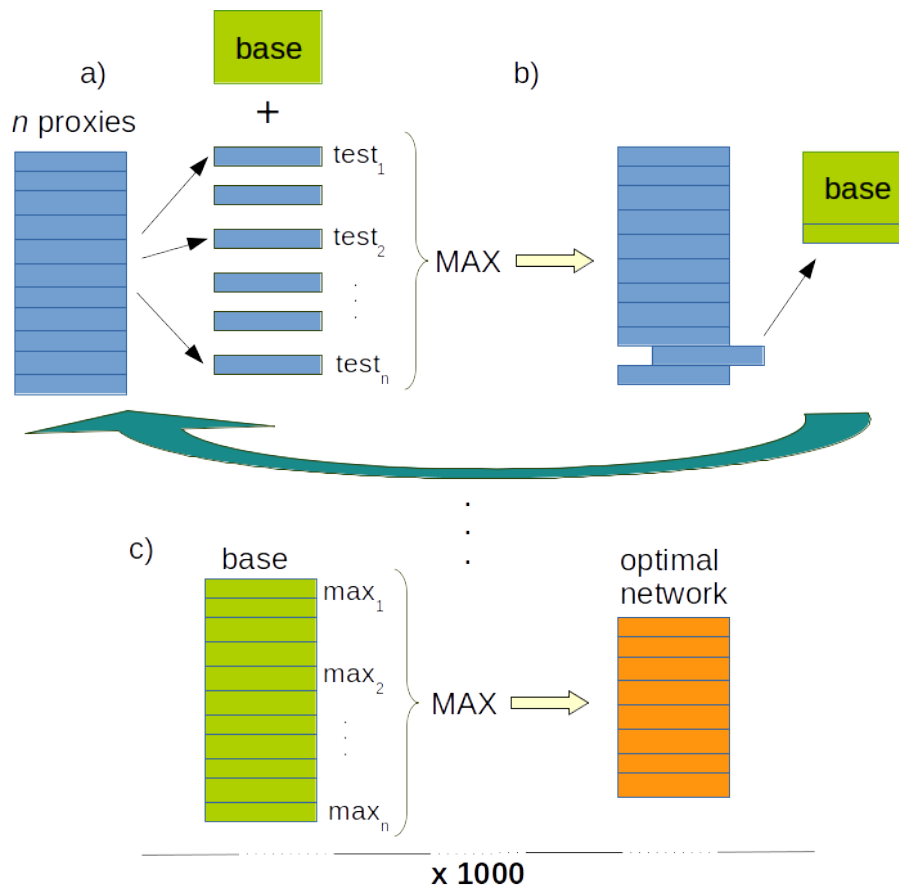 base
a)
b)
n proxies
+
test1
test2
.
.
.
testn
MAX
base
.
.
.
c)
base
max1
max2
.
.
.
maxn
MAX
optimal
network
x 1000